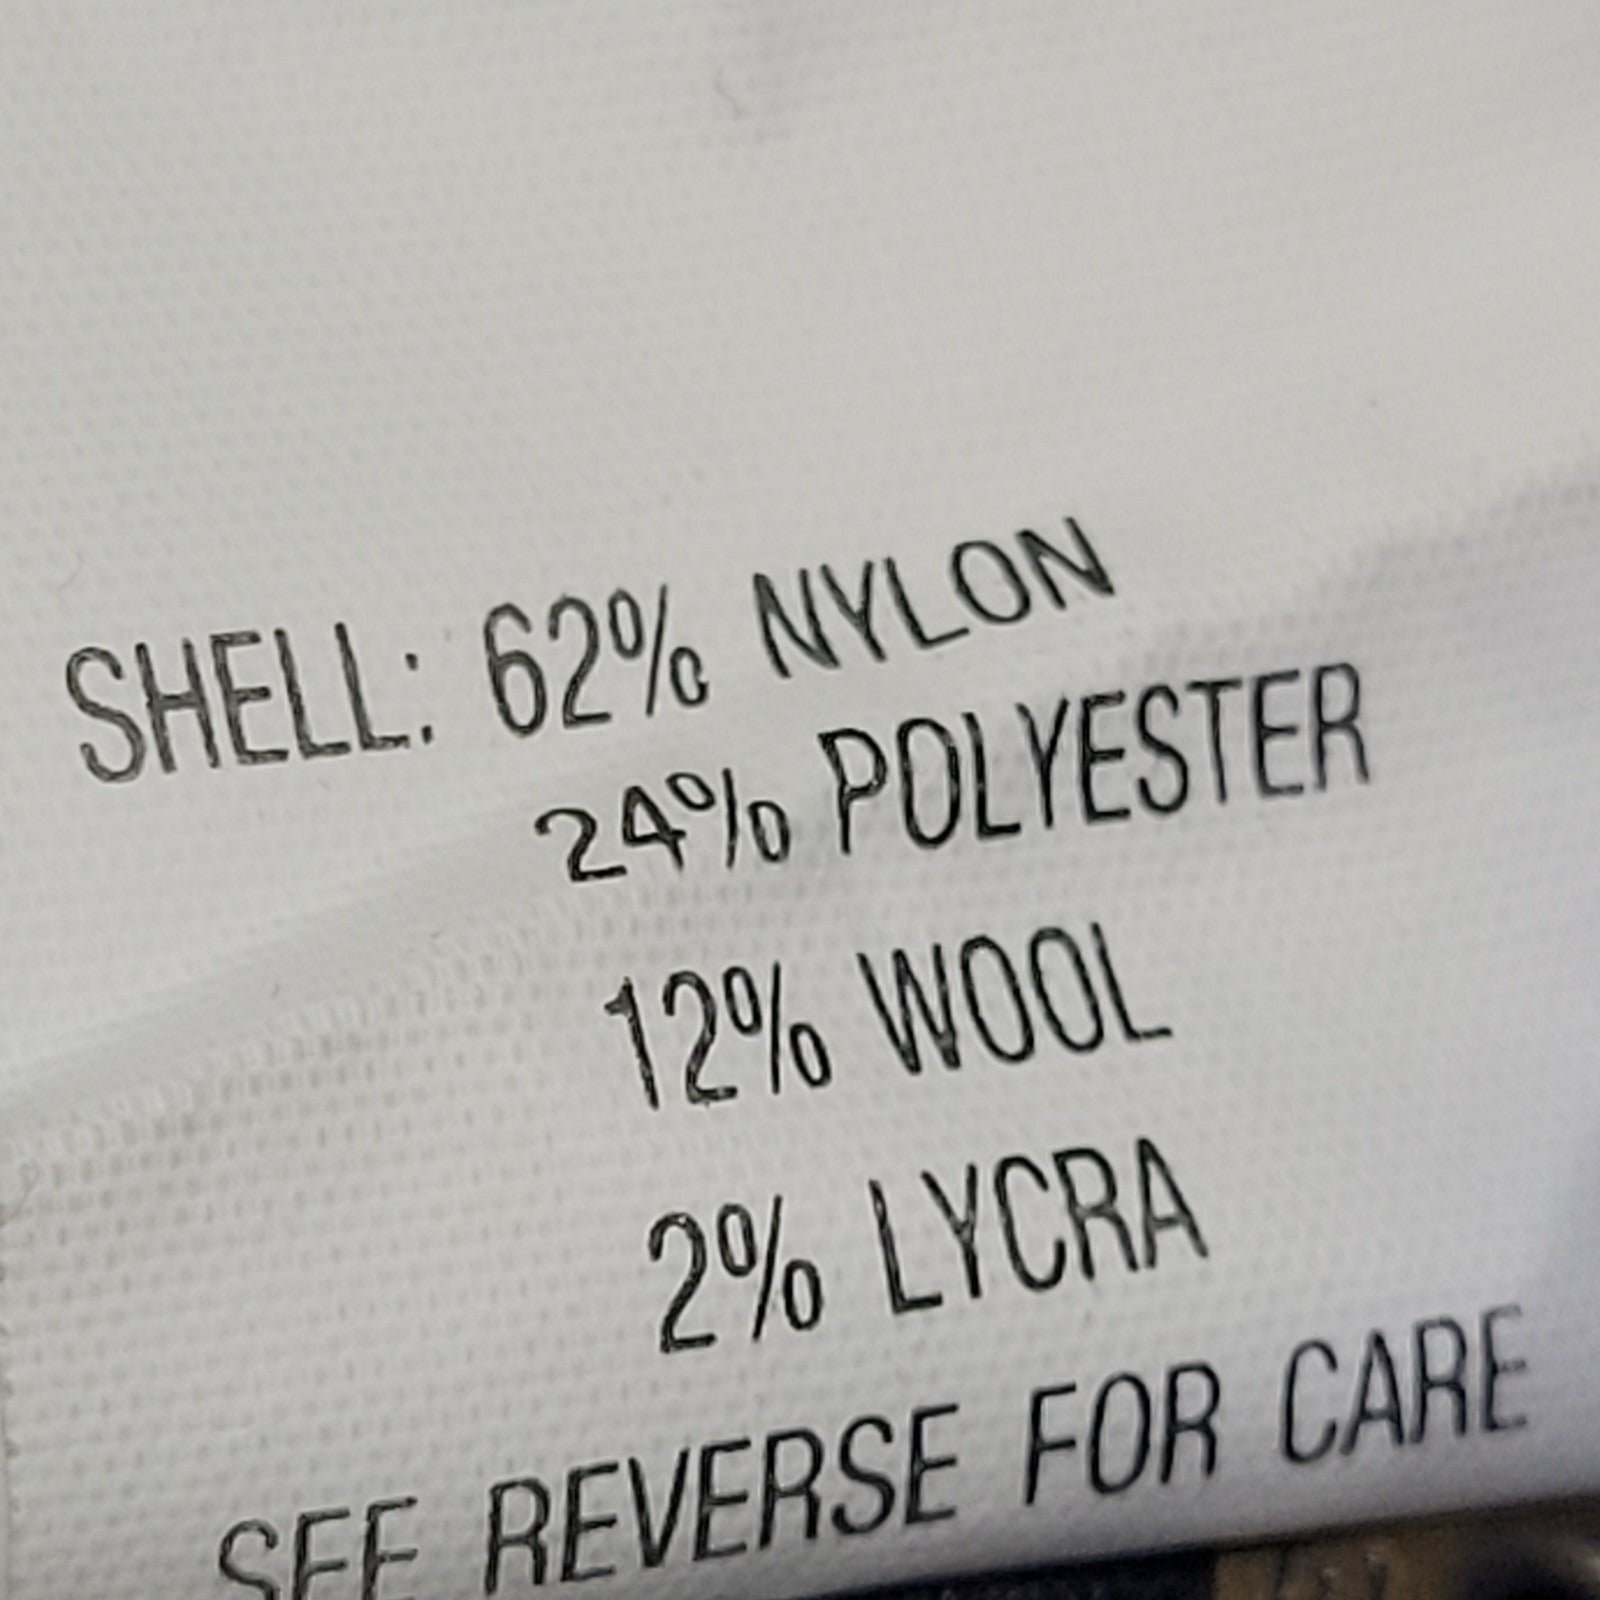 SHELL: 62% NYLON
24% POLYESTER
12% WOOL
2% LYCRA
SEE REVERSE FOR CARE